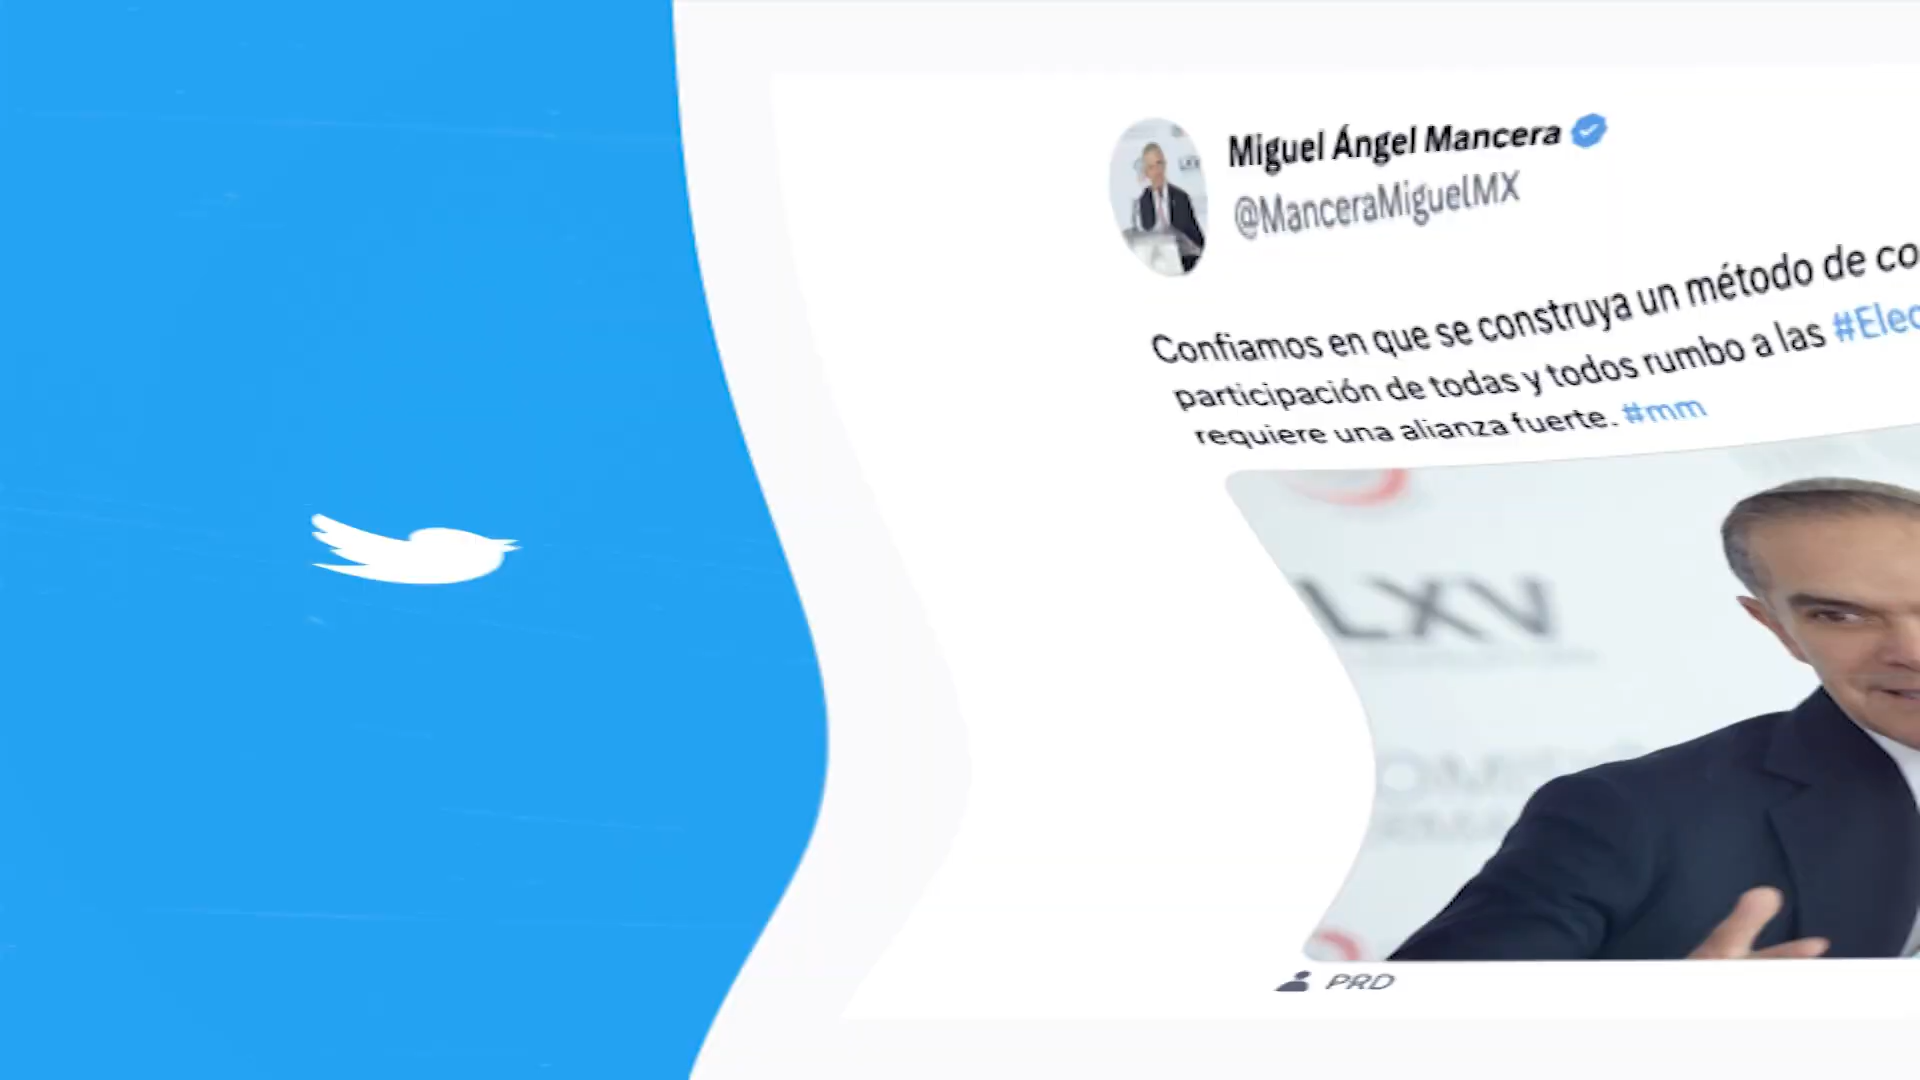 Miguel Ángel Mancera
@ManceraMiguelMX
Confiamos en que se construya un método de co
participación de todas y todos rumbo a las #Elec
requiere una alianza fuerte. #mm
LXV
PRD